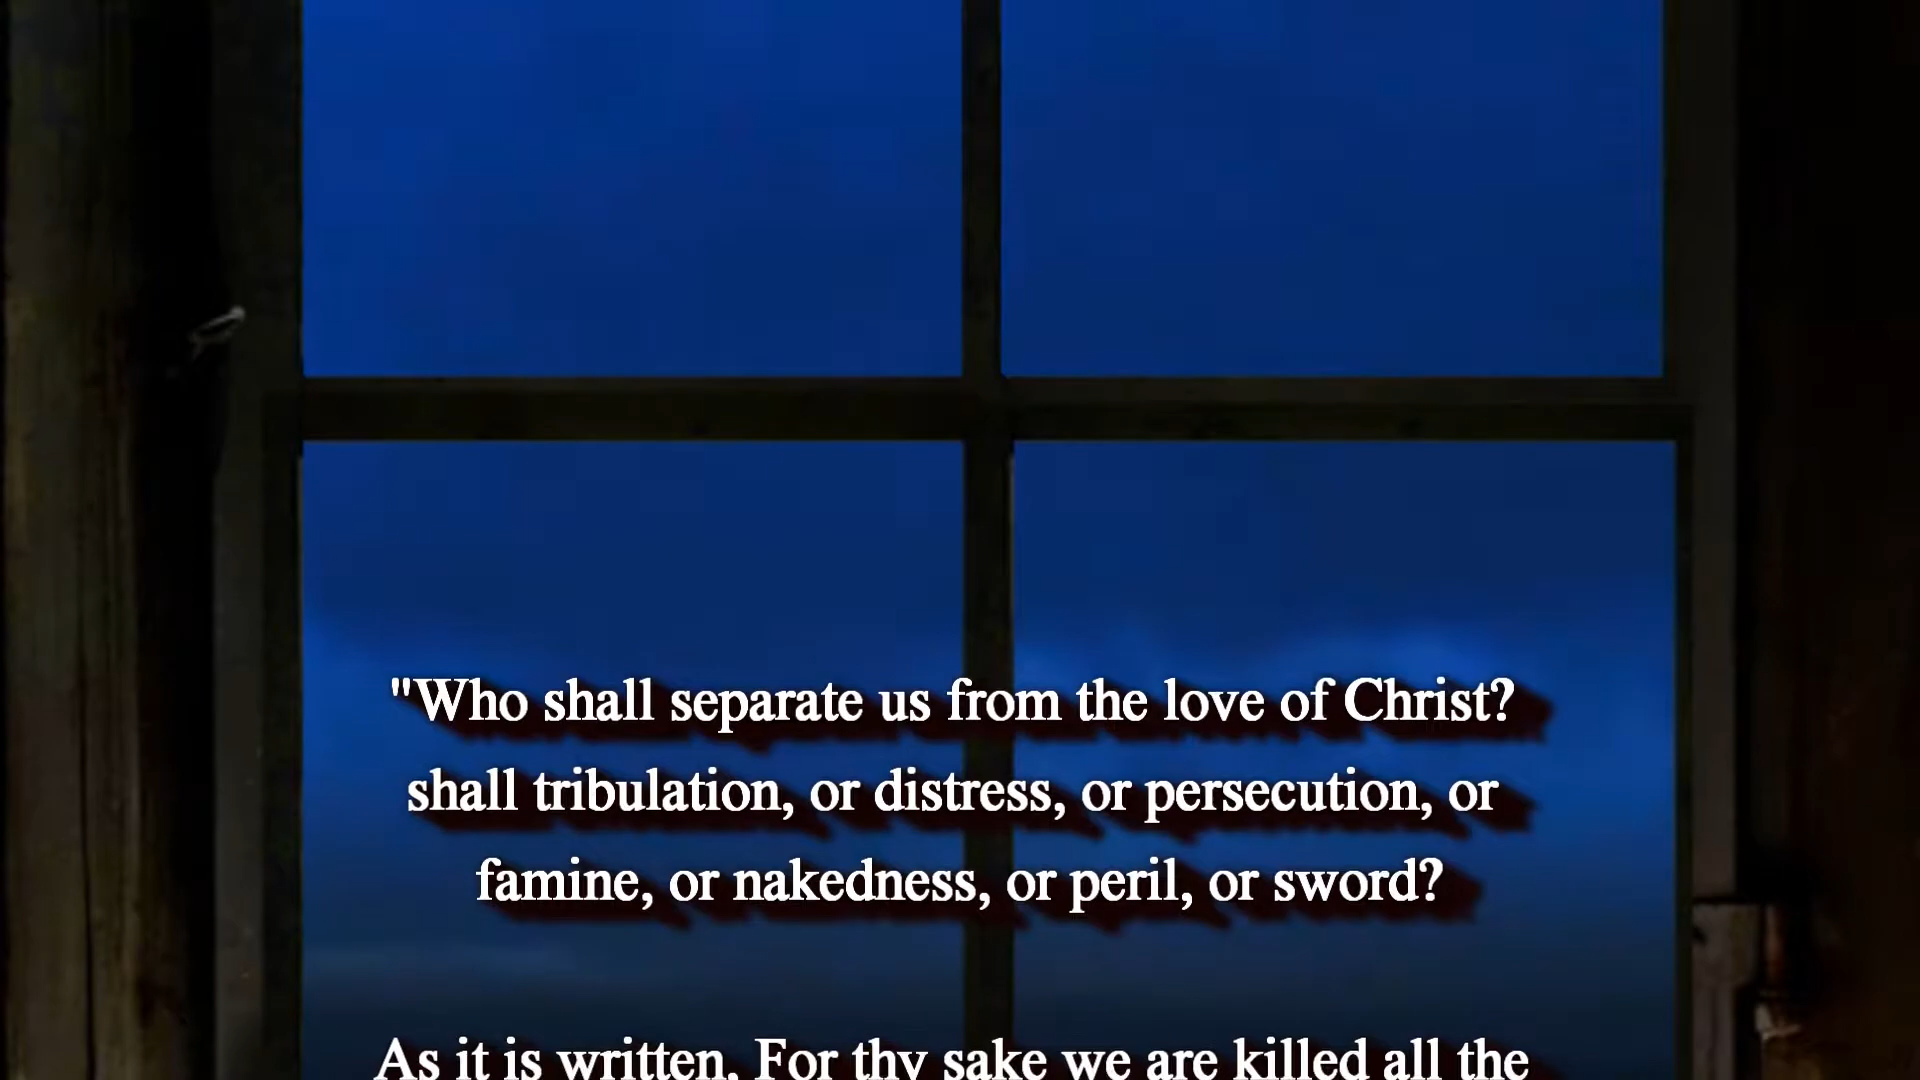 "Who shall separate us from the love of Christ?
shall tribulation, or distress, or persecution, or
famine, or nakedness, or peril, or sword?
As it is written, For thy sake we are killed all the